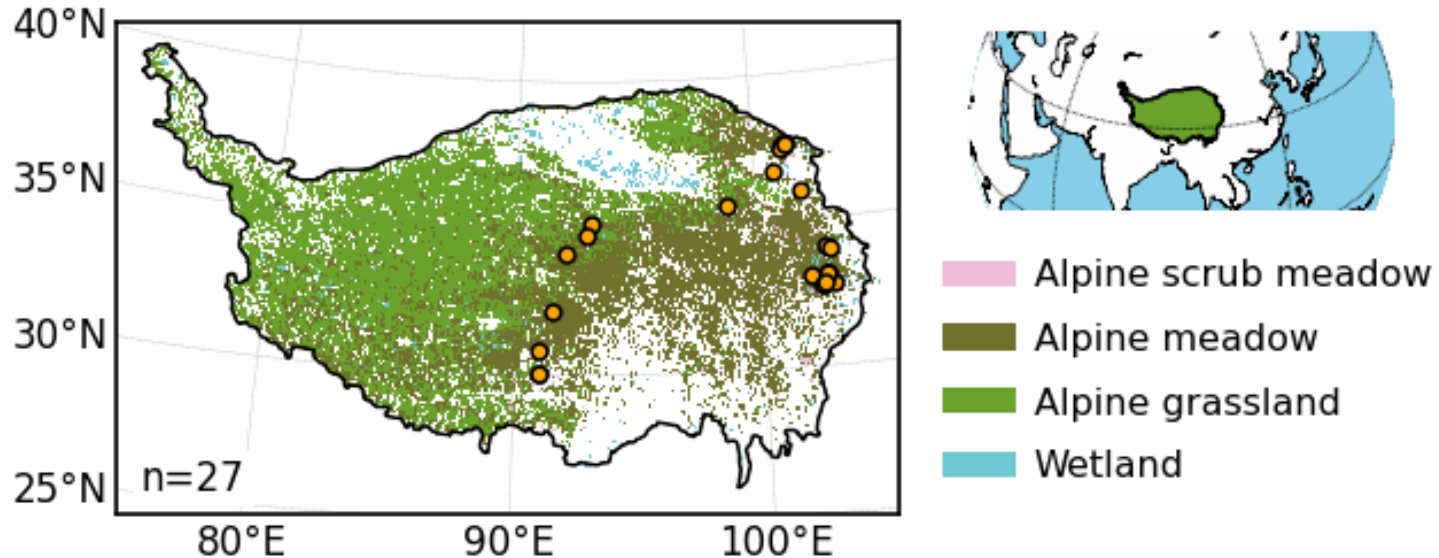 40°N
35°N
30°N
25°N
n=27
80°E
90°E
100°E
Alpine scrub meadow
Alpine meadow
Alpine grassland
Wetland